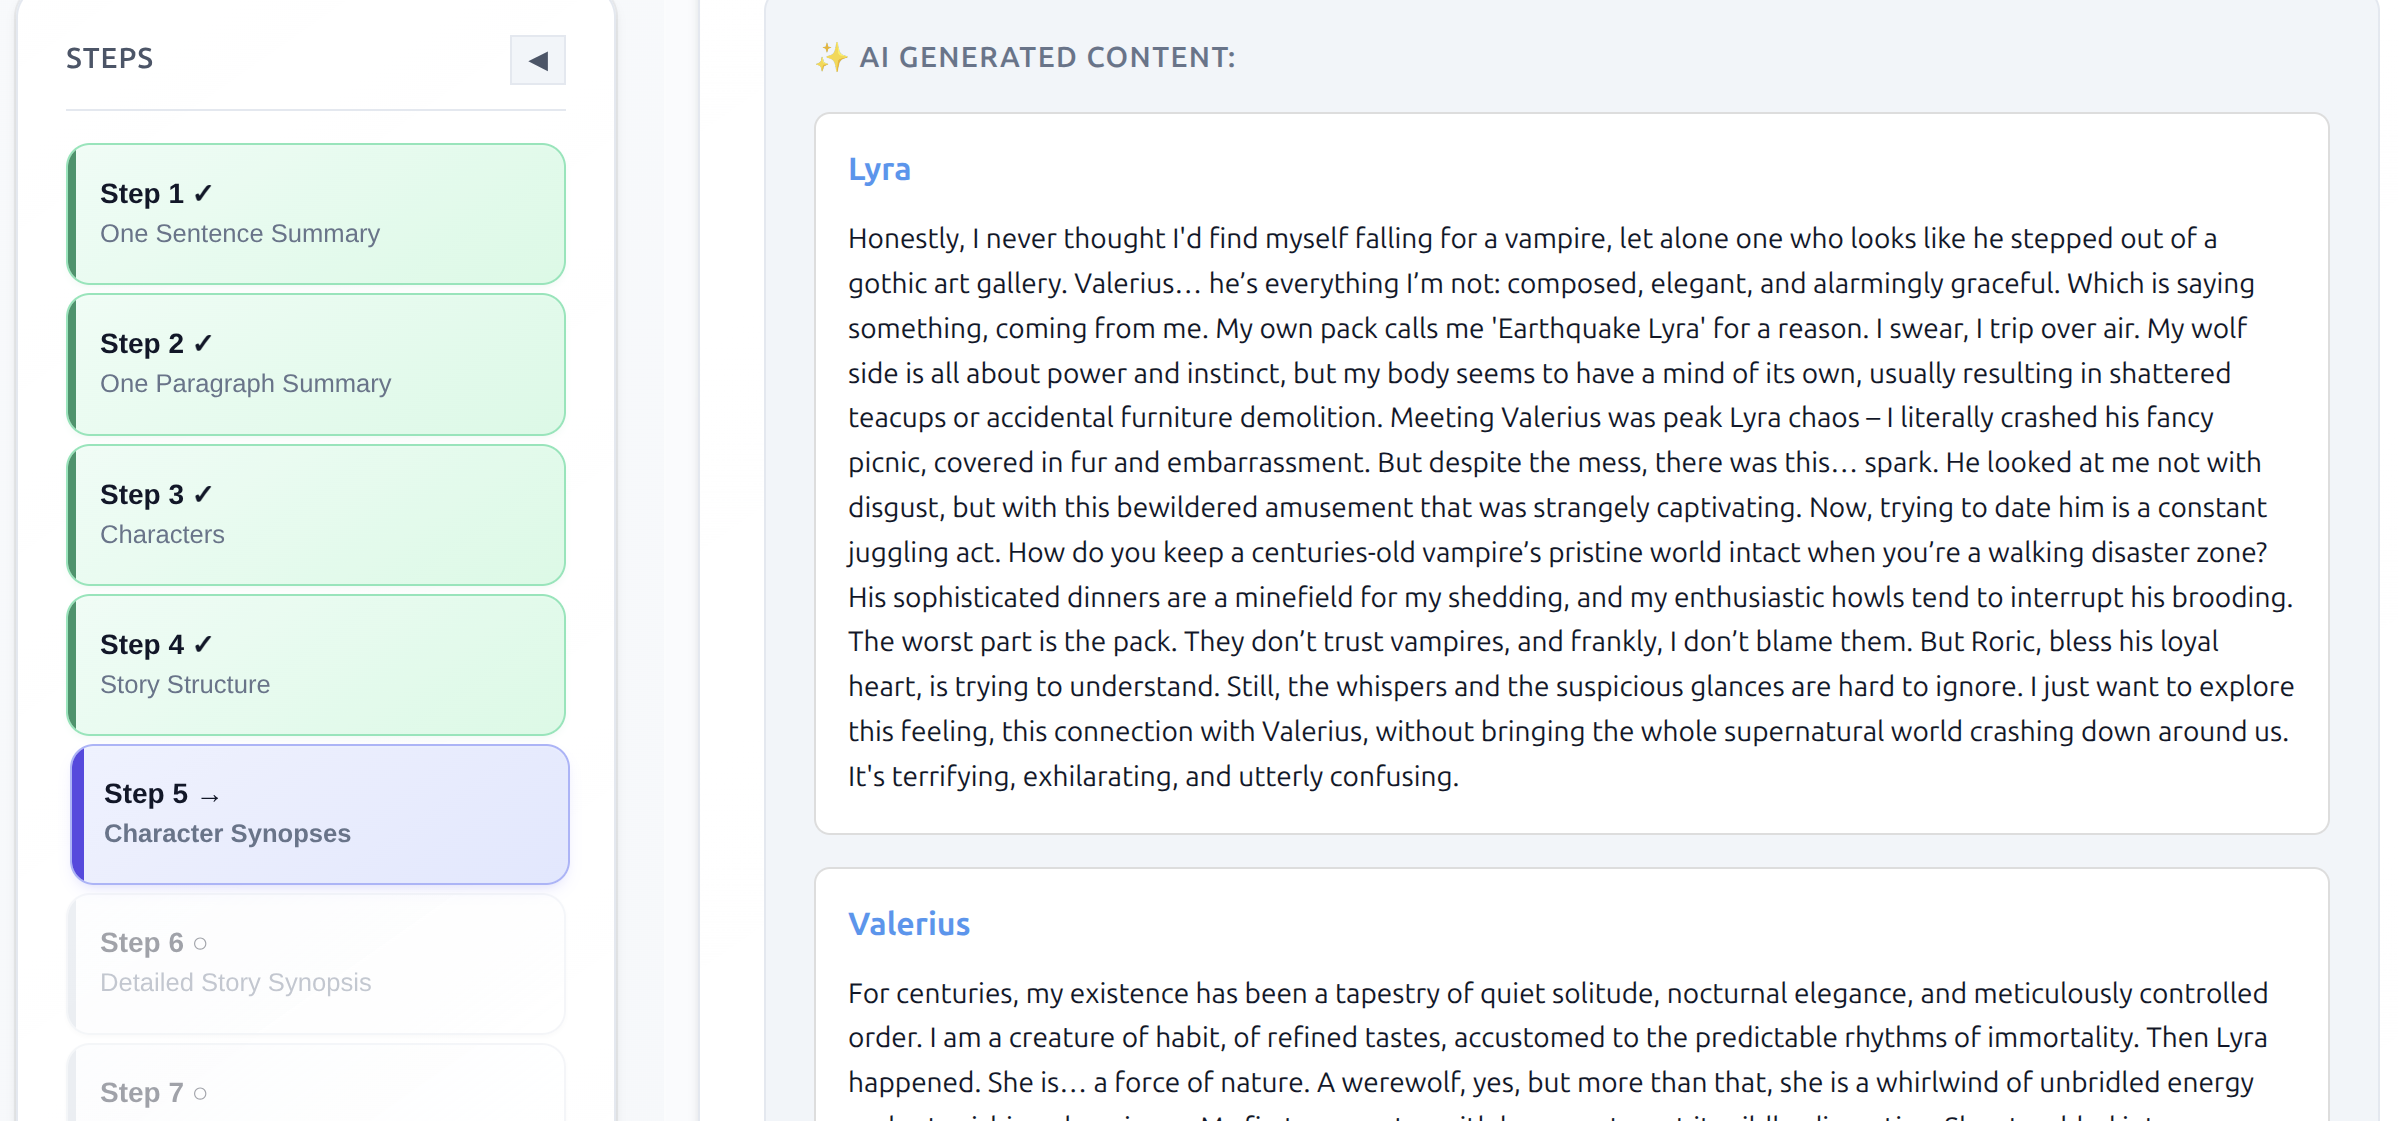 STEPS
◀
Step 1 ✓
One Sentence Summary
Step 2 ✓
One Paragraph Summary
Step 3 ✓
Characters
Step 4 ✓
Story Structure
Step 5 →
Character Synopses
Step 6 ○
Detailed Story Synopsis
Step 7 ○
✨ AI GENERATED CONTENT:
Lyra
Honestly, I never thought I'd find myself falling for a vampire, let alone one who looks like he stepped out of a
gothic art gallery. Valerius… he’s everything I’m not: composed, elegant, and alarmingly graceful. Which is saying
something, coming from me. My own pack calls me 'Earthquake Lyra' for a reason. I swear, I trip over air. My wolf
side is all about power and instinct, but my body seems to have a mind of its own, usually resulting in shattered
teacups or accidental furniture demolition. Meeting Valerius was peak Lyra chaos – I literally crashed his fancy
picnic, covered in fur and embarrassment. But despite the mess, there was this… spark. He looked at me not with
disgust, but with this bewildered amusement that was strangely captivating. Now, trying to date him is a constant
juggling act. How do you keep a centuries-old vampire’s pristine world intact when you’re a walking disaster zone?
His sophisticated dinners are a minefield for my shedding, and my enthusiastic howls tend to interrupt his brooding.
The worst part is the pack. They don’t trust vampires, and frankly, I don’t blame them. But Roric, bless his loyal
heart, is trying to understand. Still, the whispers and the suspicious glances are hard to ignore. I just want to explore
this feeling, this connection with Valerius, without bringing the whole supernatural world crashing down around us.
It's terrifying, exhilarating, and utterly confusing.
Valerius
For centuries, my existence has been a tapestry of quiet solitude, nocturnal elegance, and meticulously controlled
order. I am a creature of habit, of refined tastes, accustomed to the predictable rhythms of immortality. Then Lyra
happened. She is… a force of nature. A werewolf, yes, but more than that, she is a whirlwind of unbridled energy